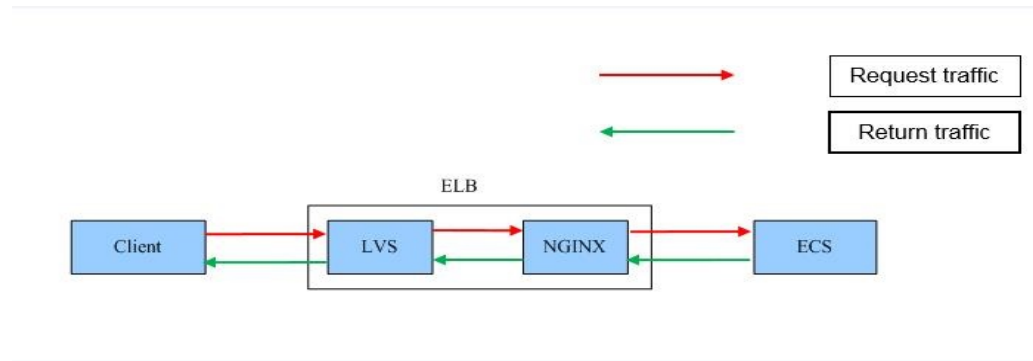 Request traffic
Return traffic
ELB
Client
LVS
NGINX
ECS